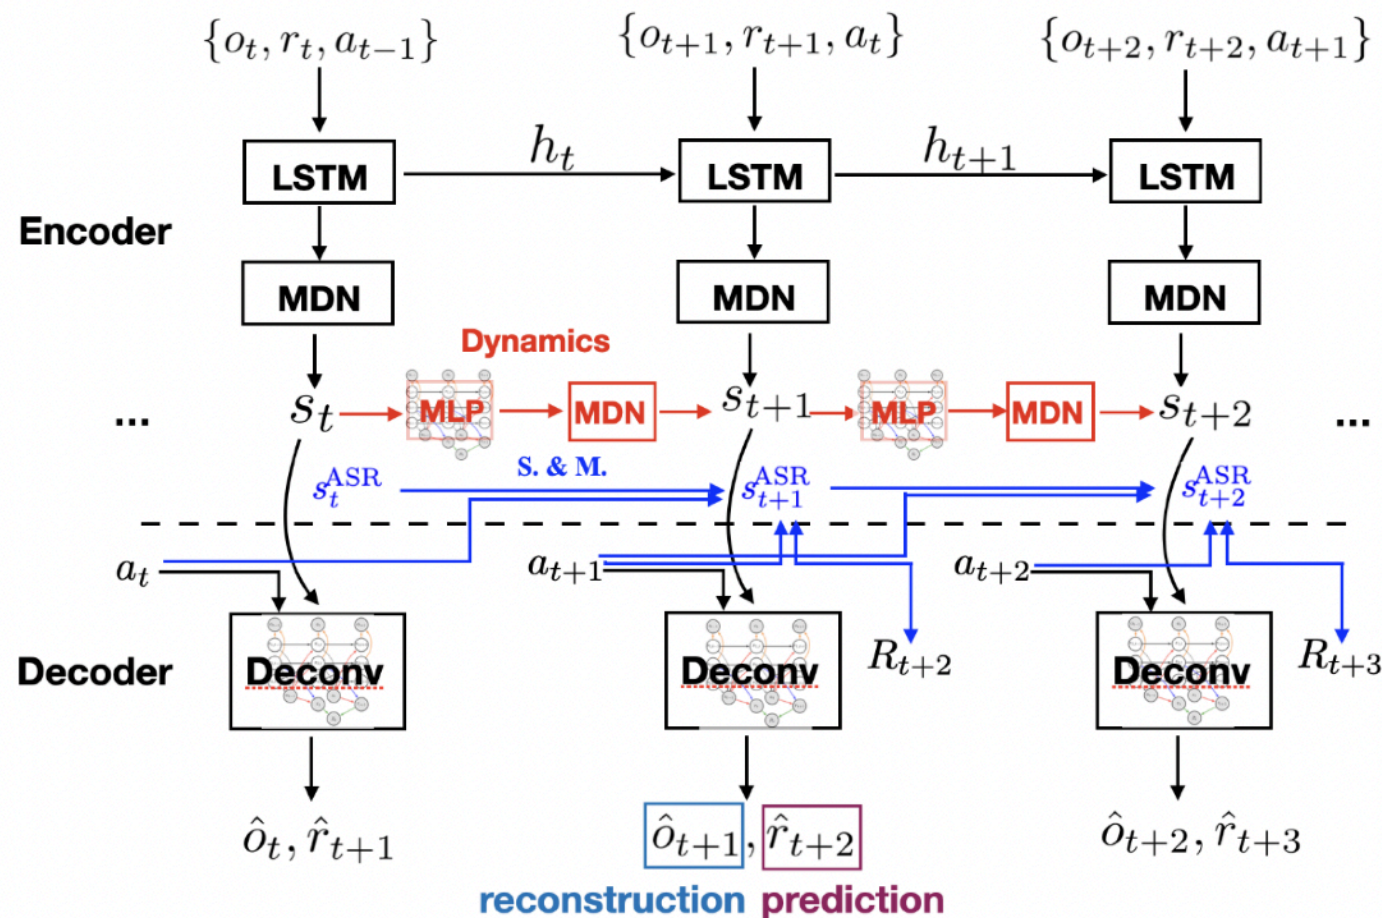 {o_t, r_t, a_{t−1}} {o_{t+1}, r_{t+1}, a_t} {o_{t+2}, r_{t+2}, a_{t+1}}
h_t h_{t+1}
LSTM LSTM LSTM
Encoder
MDN MDN MDN
Dynamics
... s_t MLP MDN s_{t+1} MLP MDN s_{t+2} ...
S. & M.
s_t^{ASR} s_{t+1}^{ASR} s_{t+2}^{ASR}
a_t a_{t+1} a_{t+2}
R_{t+2} R_{t+3}
Decoder Deconv Deconv Deconv
ô_t, r̂_{t+1} ô_{t+1}, r̂_{t+2} ô_{t+2}, r̂_{t+3}
reconstruction prediction